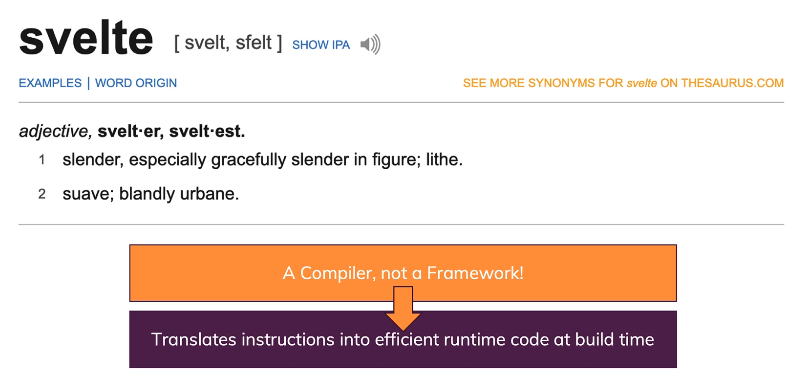 svelte [ svelt, sfelt ] SHOW IPA
EXAMPLES | WORD ORIGIN SEE MORE SYNONYMS FOR svelte ON THESAURUS.COM
adjective, svelt·er, svelt·est.
1 slender, especially gracefully slender in figure; lithe.
2 suave; blandly urbane.
A Compiler, not a Framework!
Translates instructions into efficient runtime code at build time